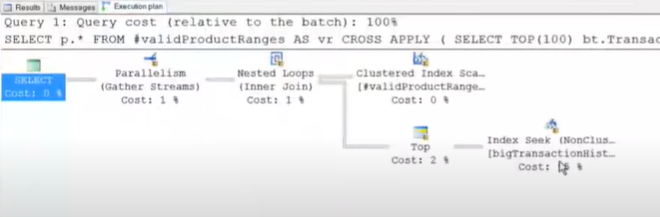 Results Messages Execution plan
Query 1: Query cost (relative to the batch): 100%
SELECT p.* FROM #validProductRanges AS vr CROSS APPLY ( SELECT TOP(100) bt.Transac
SELECT
Cost: 0 %
Parallelism
(Gather Streams)
Cost: 1 %
Nested Loops
(Inner Join)
Cost: 1 %
Clustered Index Sca…
[#validProductRange…
Cost: 0 %
Top
Cost: 2 %
Index Seek (NonClus…
[bigTransactionHist…
Cost: %